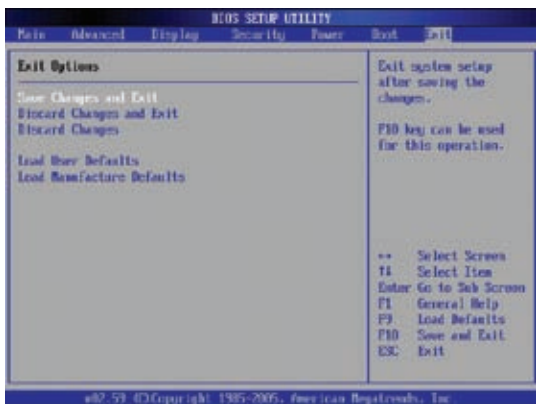 BIOS SETUP UTILITY
Main Advanced Display Security Power Boot Exit
Exit Options
Save Changes and Exit
Discard Changes and Exit
Discard Changes
Load User Defaults
Load Manufacture Defaults
Exit system setup
after saving the
changes.
F10 key can be used
for this operation.
↔ Select Screen
↑↓ Select Item
Enter Go to Sub Screen
F1 General Help
F9 Load Defaults
F10 Save and Exit
ESC Exit
v02.59 (C)Copyright 1985-2005, American Megatrends, Inc.